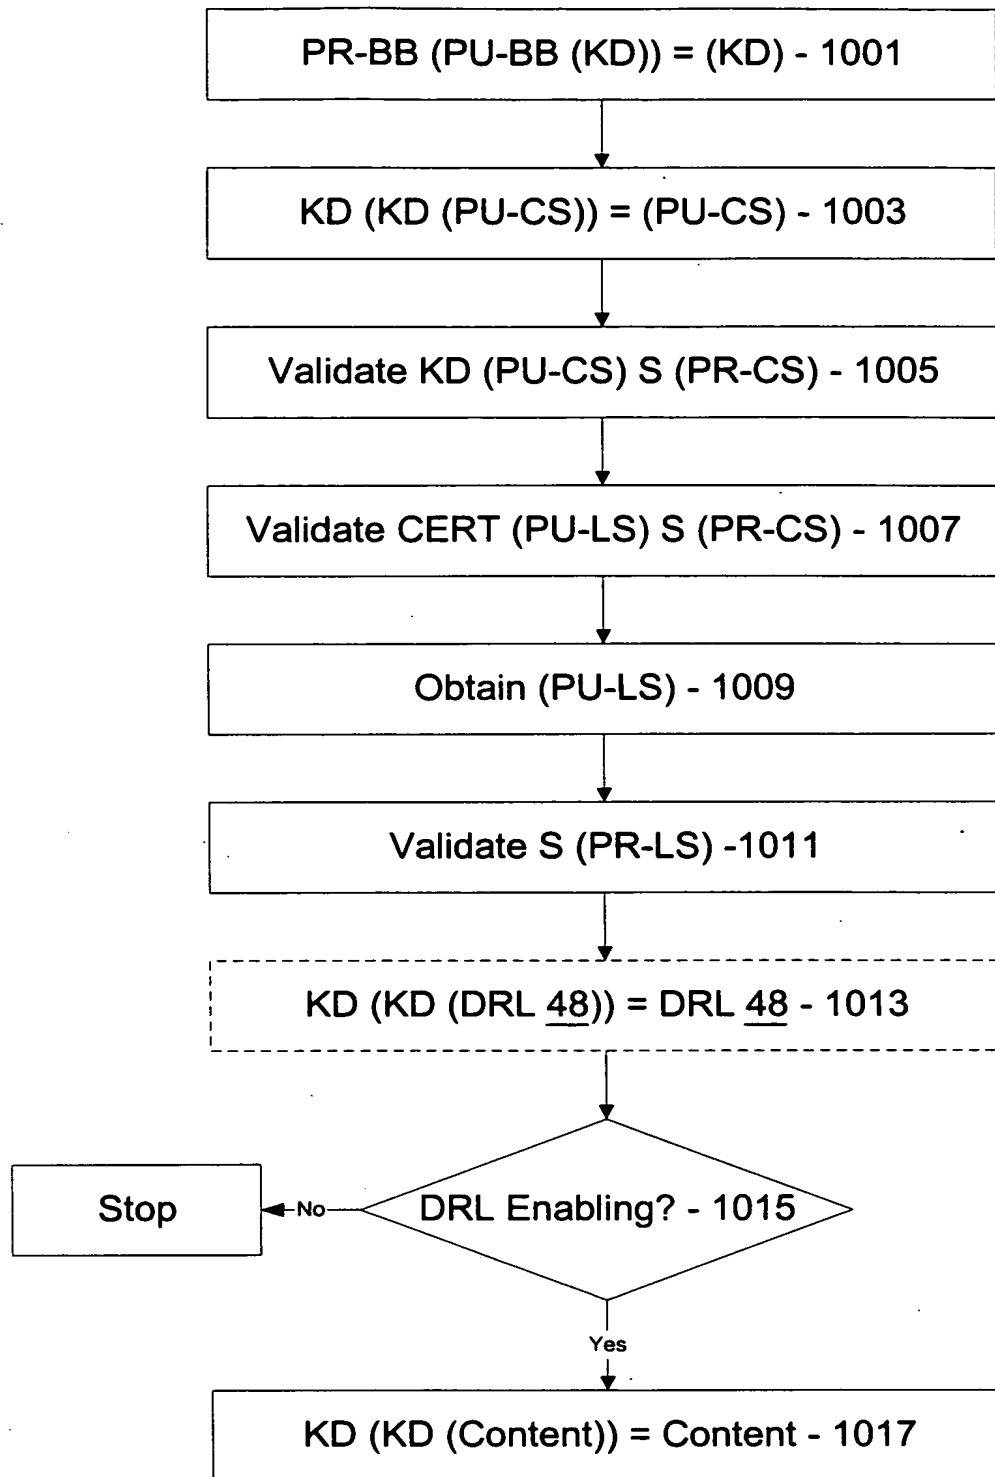 PR-BB (PU-BB (KD)) = (KD) - 1001
KD (KD (PU-CS)) = (PU-CS) - 1003
Validate KD (PU-CS) S (PR-CS) - 1005
Validate CERT (PU-LS) S (PR-CS) - 1007
Obtain (PU-LS) - 1009
Validate S (PR-LS) -1011
KD (KD (DRL 48)) = DRL 48 - 1013
DRL Enabling? - 1015
No
Stop
Yes
KD (KD (Content)) = Content - 1017